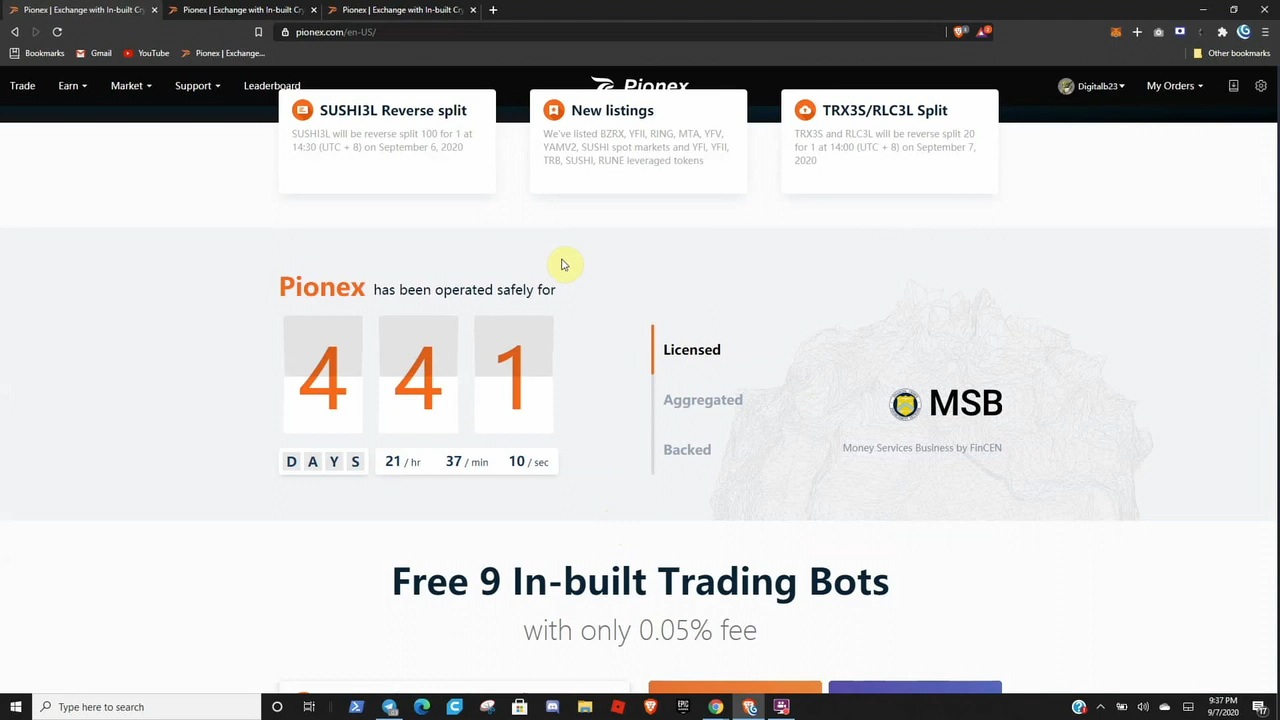 Pionex | Exchange with In-built Cry
Pionex | Exchange with In-built Cry
Pionex | Exchange with In-built Cry
pionex.com/en-US/
Bookmarks
Gmail
YouTube
Pionex | Exchange...
Other bookmarks
Trade
Earn
Market
Support
Leaderboard
Pionex
Digitalb23
My Orders
SUSHI3L Reverse split
SUSHI3L will be reverse split 100 for 1 at
14:30 (UTC + 8) on September 6, 2020
New listings
We've listed BZRX, YFII, RING, MTA, YFV,
YAMV2, SUSHI spot markets and YFI, YFII,
TRB, SUSHI, RUNE leveraged tokens
TRX3S/RLC3L Split
TRX3S and RLC3L will be reverse split 20
for 1 at 14:00 (UTC + 8) on September 7,
2020
Pionex has been operated safely for
4 4 1
DAYS
21 / hr 37 / min 10 / sec
Licensed
Aggregated
Backed
MSB
Money Services Business by FinCEN
Free 9 In-built Trading Bots
with only 0.05% fee
Type here to search
EPIC
9:37 PM
9/7/2020
17